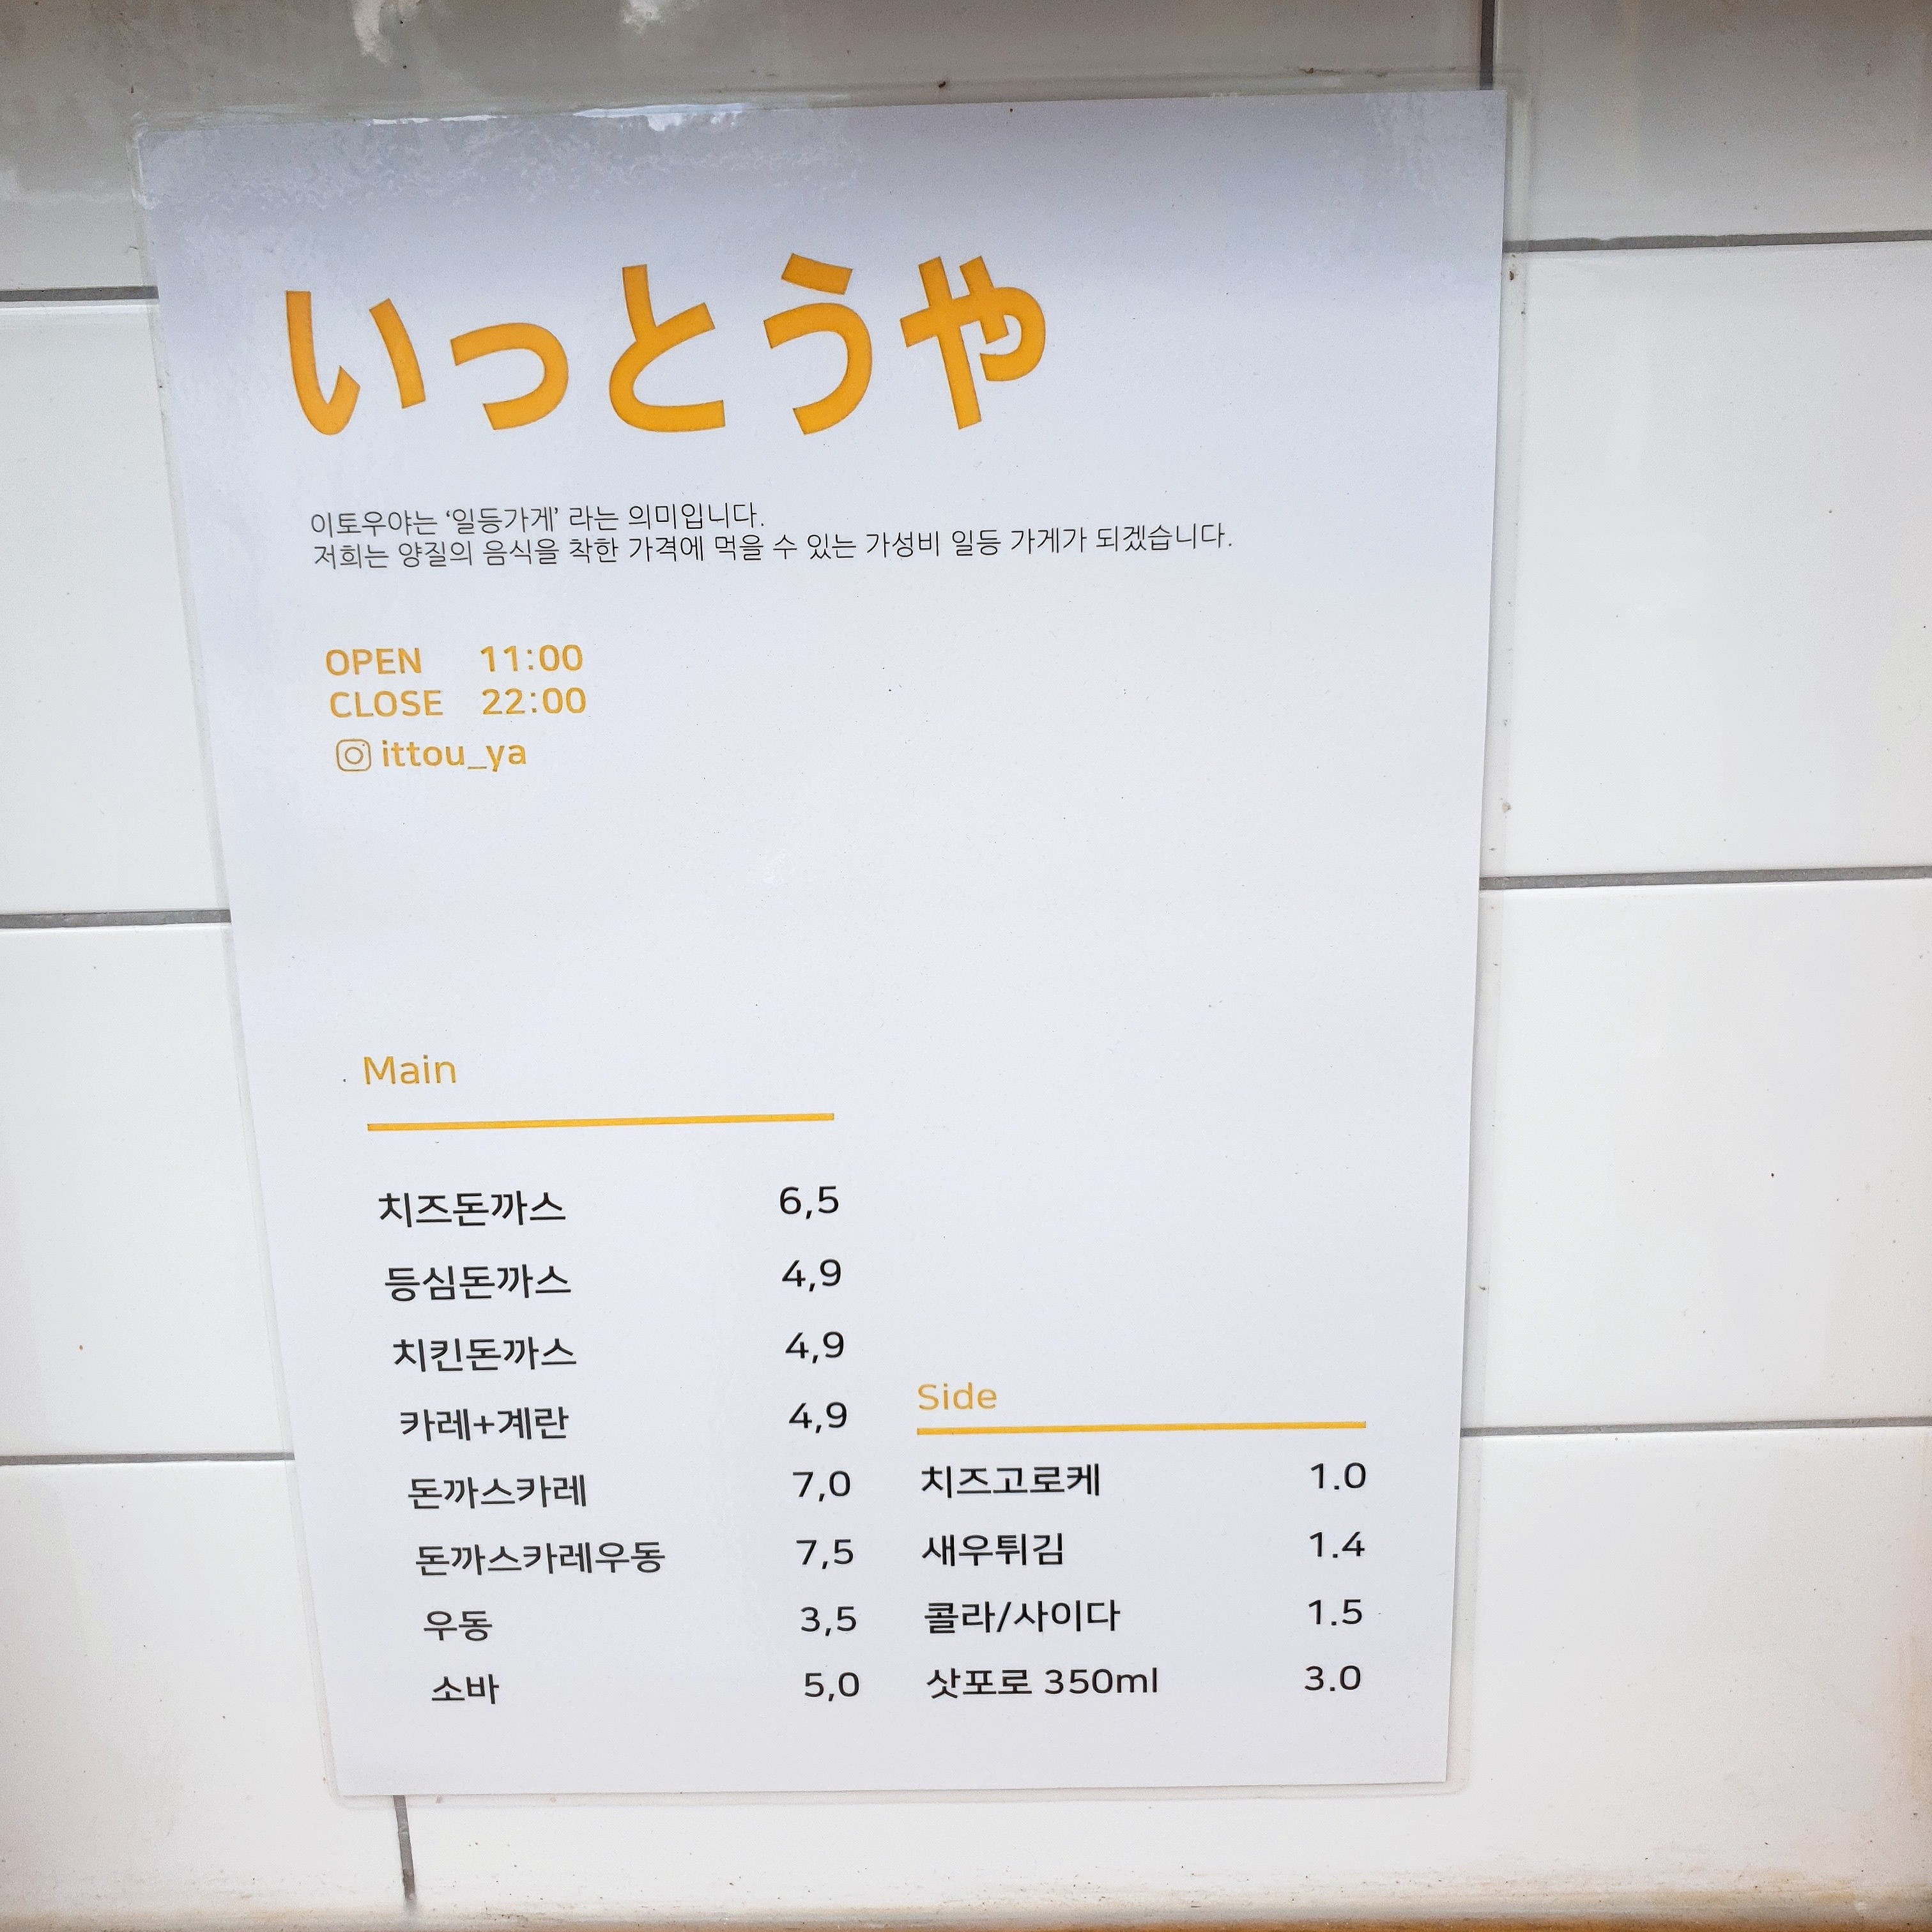 いっとうや
이토우야는 ‘일등가게’ 라는 의미입니다.
저희는 양질의 음식을 착한 가격에 먹을 수 있는 가성비 일등 가게가 되겠습니다.
OPEN 11:00
CLOSE 22:00
ittou_ya
Main
치즈돈까스 6,5
등심돈까스 4,9
치킨돈까스 4,9
카레+계란 4,9
돈까스카레 7,0
돈까스카레우동 7,5
우동 3,5
소바 5,0
Side
치즈고로케 1.0
새우튀김 1.4
콜라/사이다 1.5
삿포로 350ml 3.0